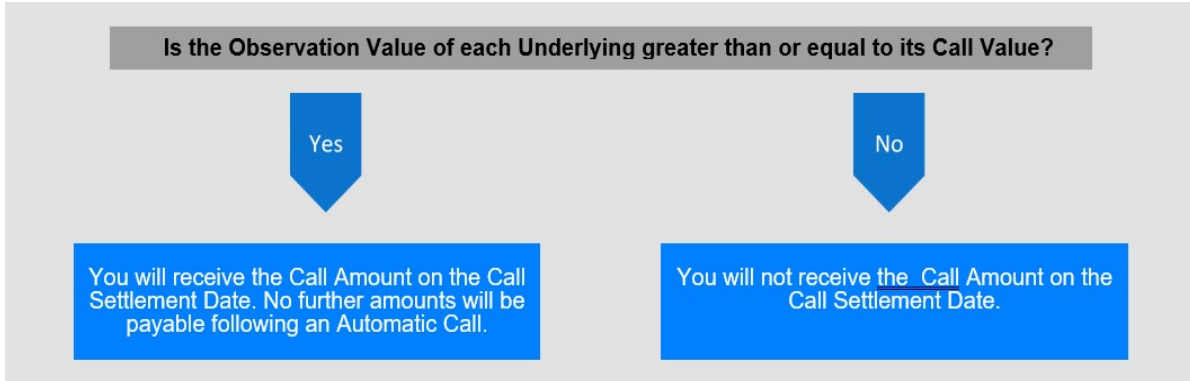 Is the Observation Value of each Underlying greater than or equal to its Call Value?
Yes
No
You will receive the Call Amount on the Call
Settlement Date. No further amounts will be
payable following an Automatic Call.
You will not receive the  Call Amount on the
Call Settlement Date.